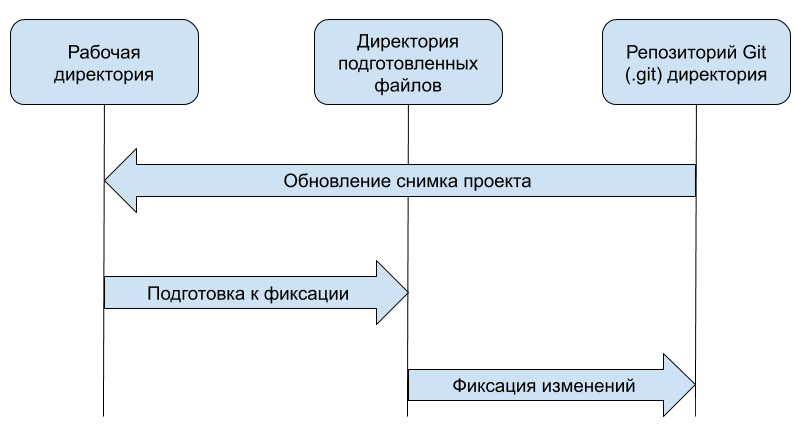 Рабочая
директория
Директория
подготовленных
файлов
Репозиторий Git
(.git) директория
Обновление снимка проекта
Подготовка к фиксации
Фиксация изменений